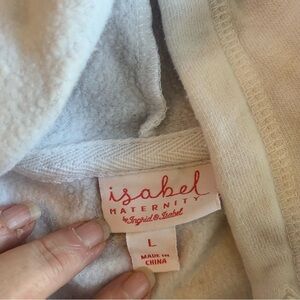 isabel
MATERNITY
by Ingrid & Isabel
L
MADE IN
CHINA